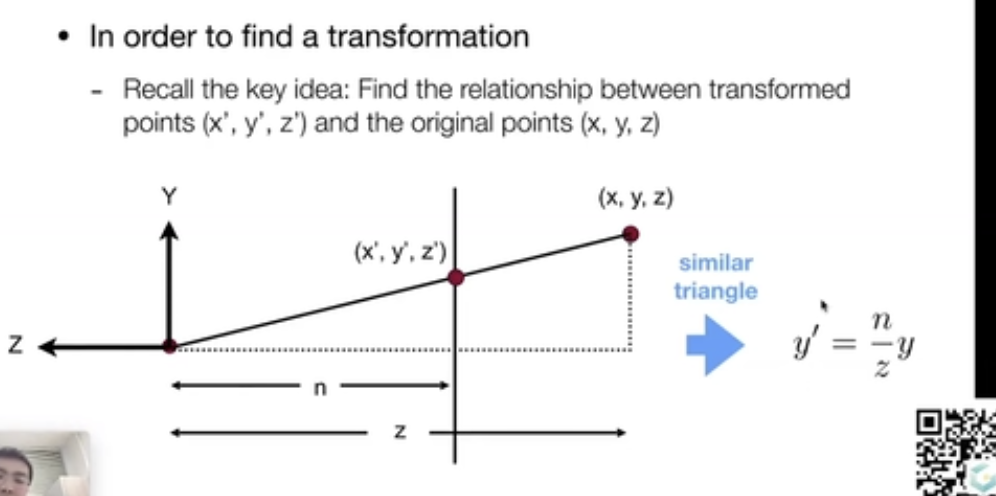 • In order to find a transformation
- Recall the key idea: Find the relationship between transformed
points (x', y', z') and the original points (x, y, z)
Y
(x, y, z)
(x', y', z')
similar
triangle
Z
y' = n/z y
n
z